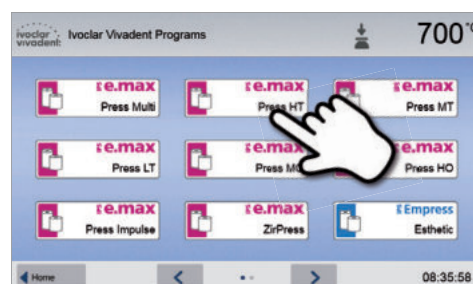 ivoclar
vivadent:
Ivoclar Vivadent Programs
700°
e.max
Press Multi
e.max
Press HT
e.max
Press MT
e.max
Press LT
e.max
Press
e.max
Press HO
e.max
Press Impulse
e.max
ZirPress
Empress
Esthetic
Home
08:35:58